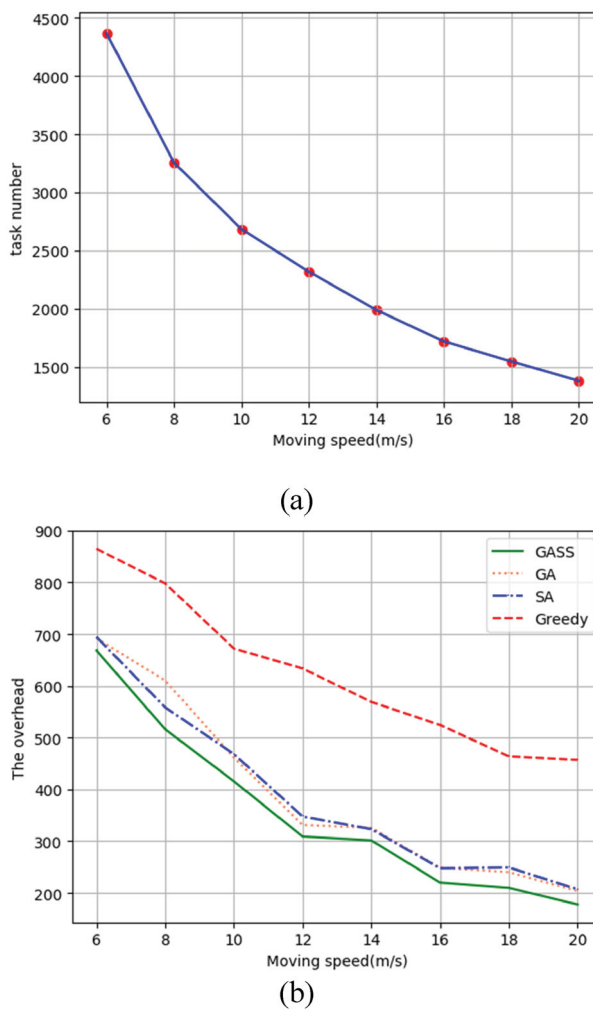 4500
4000
3500
3000
2500
2000
1500
task number
6 8 10 12 14 16 18 20
Moving speed(m/s)
(a)
900
800
700
600
500
400
300
200
The overhead
GASS
GA
SA
Greedy
6 8 10 12 14 16 18 20
Moving speed(m/s)
(b)